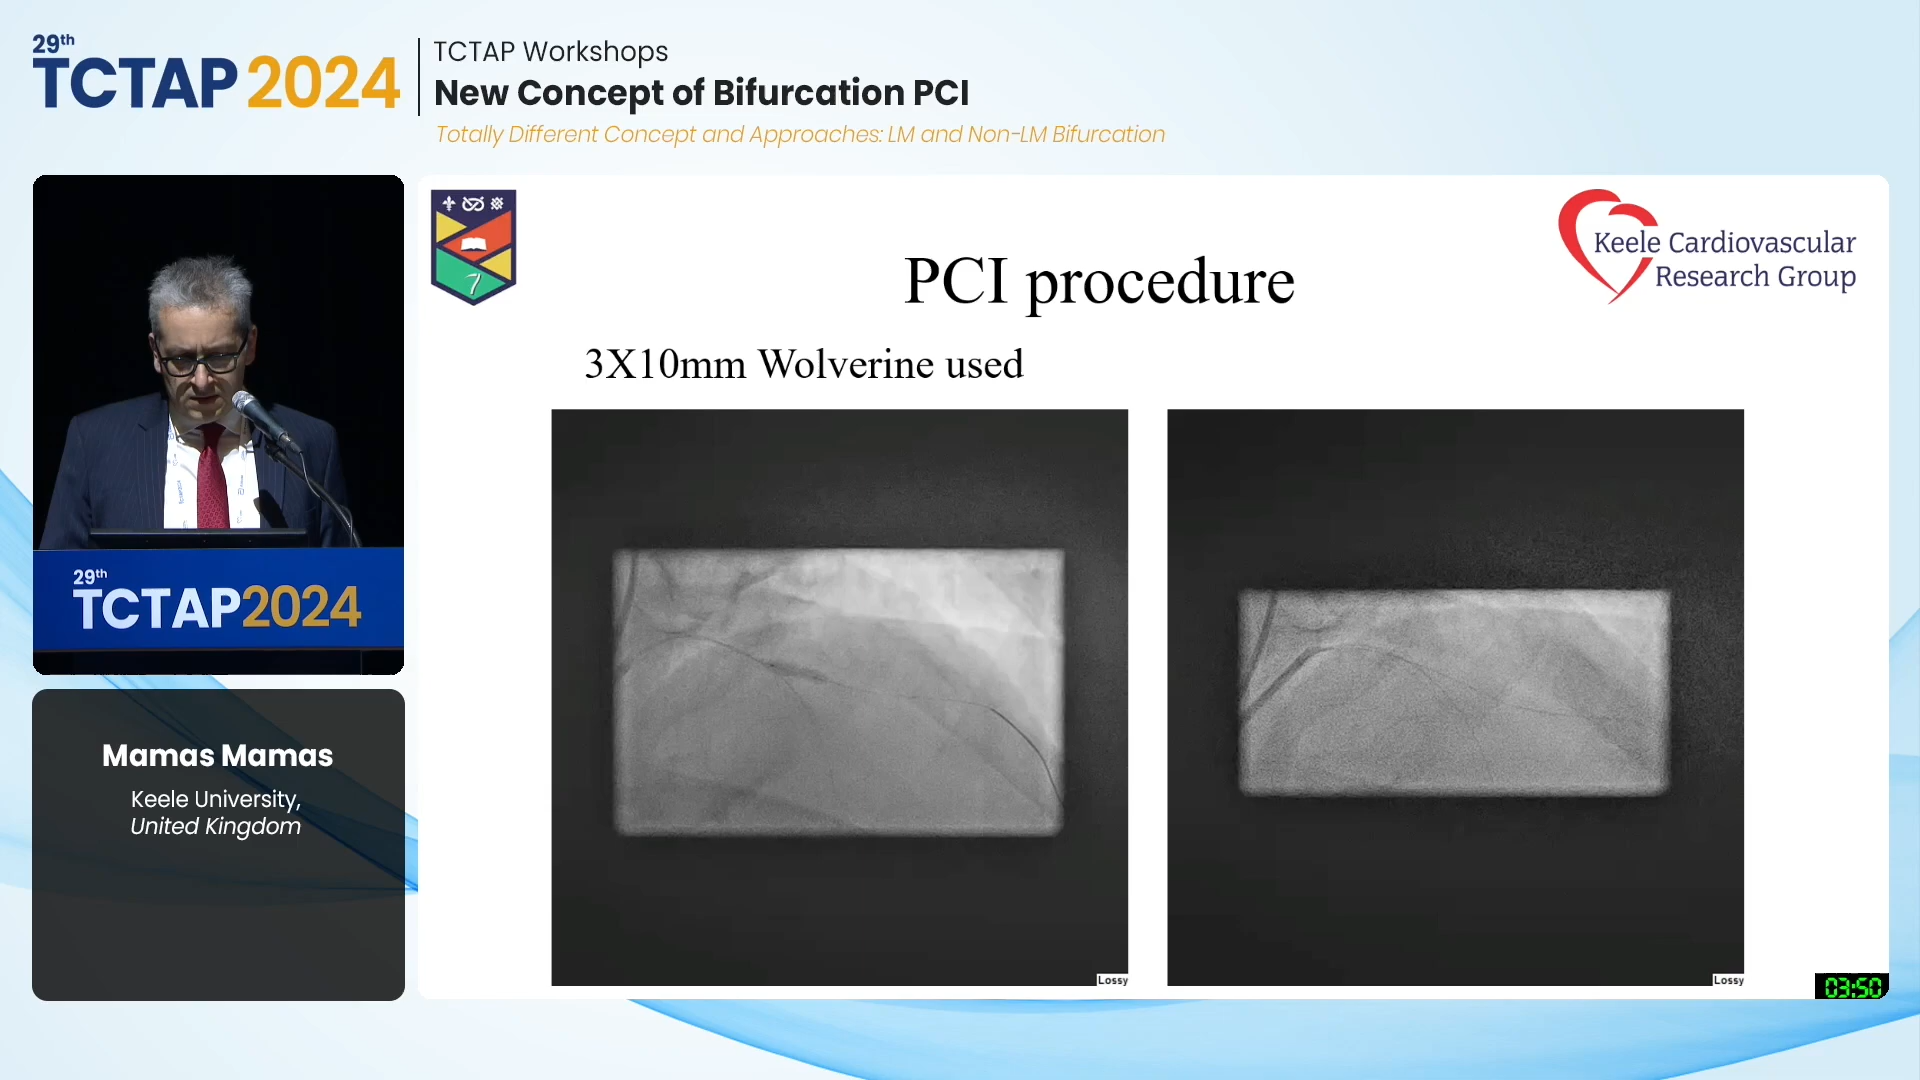 29th
TCTAP 2024
TCTAP Workshops
New Concept of Bifurcation PCI
Totally Different Concept and Approaches: LM and Non-LM Bifurcation
Keele Cardiovascular
Research Group
PCI procedure
3X10mm Wolverine used
29th
TCTAP2024
Mamas Mamas
Keele University,
United Kingdom
Lossy
Lossy
03:50